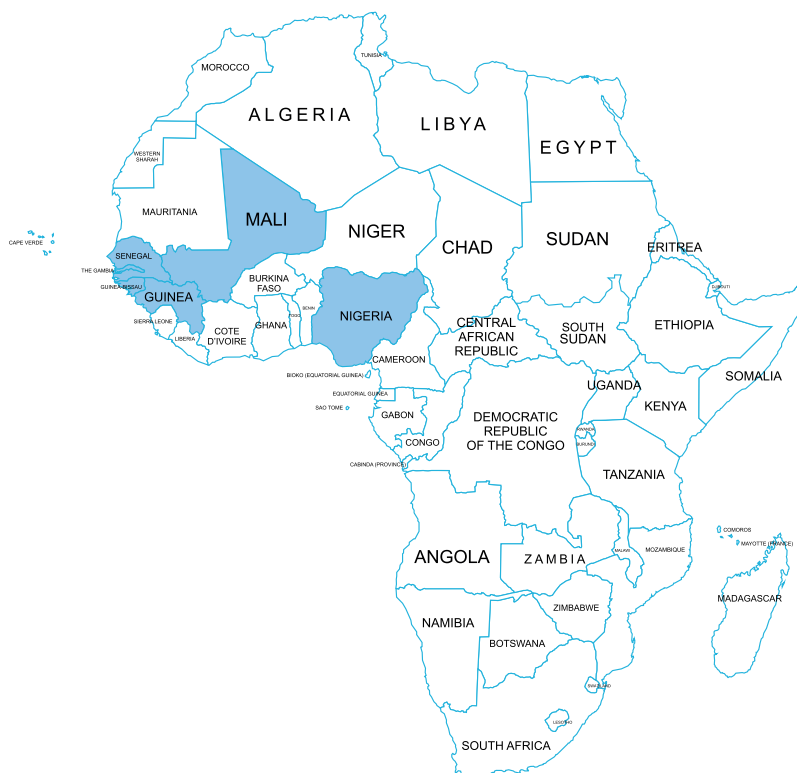 TUNISIA
MOROCCO
ALGERIA
LIBYA
EGYPT
WESTERN
SHARAH
MAURITANIA
MALI
NIGER
CHAD
SUDAN
ERITREA
CAPE VERDE
SENEGAL
THE GAMBIA
GUINEA BISSAU
GUINEA
BURKINA
FASO
DJIBOUTI
SIERRA LEONE
LIBERIA
COTE
D'IVOIRE
GHANA
TOGO
BENIN
NIGERIA
CENTRAL
AFRICAN
REPUBLIC
SOUTH
SUDAN
ETHIOPIA
CAMEROON
SOMALIA
BIOKO (EQUATORIAL GUINEA)
EQUATORIAL GUINEA
SAO TOME
GABON
CONGO
DEMOCRATIC
REPUBLIC
OF THE CONGO
UGANDA
KENYA
RWANDA
BURUNDI
CABINDA (PROVINCE)
TANZANIA
COMOROS
MAYOTTE (FRANCE)
ANGOLA
ZAMBIA
MALAWI
MOZAMBIQUE
MADAGASCAR
NAMIBIA
ZIMBABWE
BOTSWANA
SWAZILAND
LESOTHO
SOUTH AFRICA